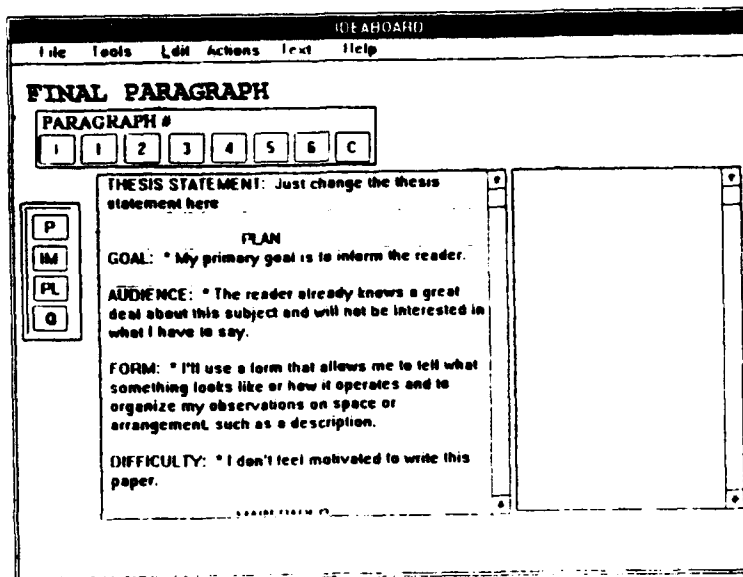 IDEABOARD
File Tools Edit Actions Text Help
FINAL PARAGRAPH
PARAGRAPH #
I 1 2 3 4 5 6 C
THESIS STATEMENT: Just change the thesis
statement here
P
IM
PL
G
PLAN
GOAL: * My primary goal is to inform the reader.
AUDIENCE: * The reader already knows a great
deal about this subject and will not be interested in
what I have to say.
FORM: * I'll use a form that allows me to tell what
something looks like or how it operates and to
organize my observations on space or
arrangement, such as a description.
DIFFICULTY: * I don't feel motivated to write this
paper.